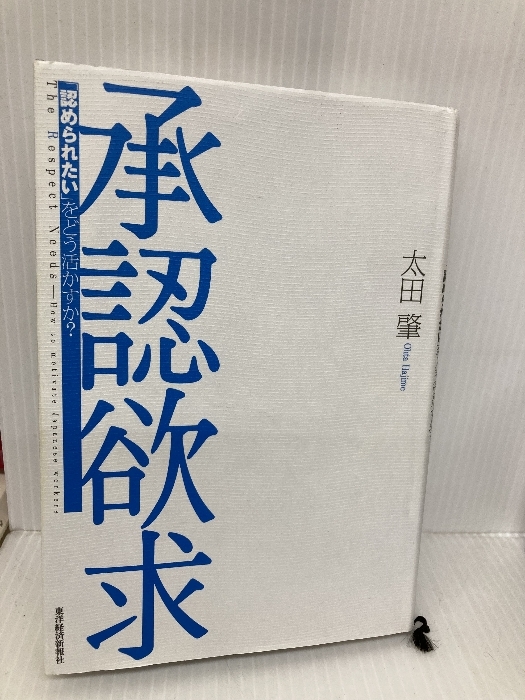 太田 肇
Ohta Hajime
承認欲求
「認められたい」をどう活かすか?
The Respect Needs—How to motivate Japanese workers
東洋経済新報社